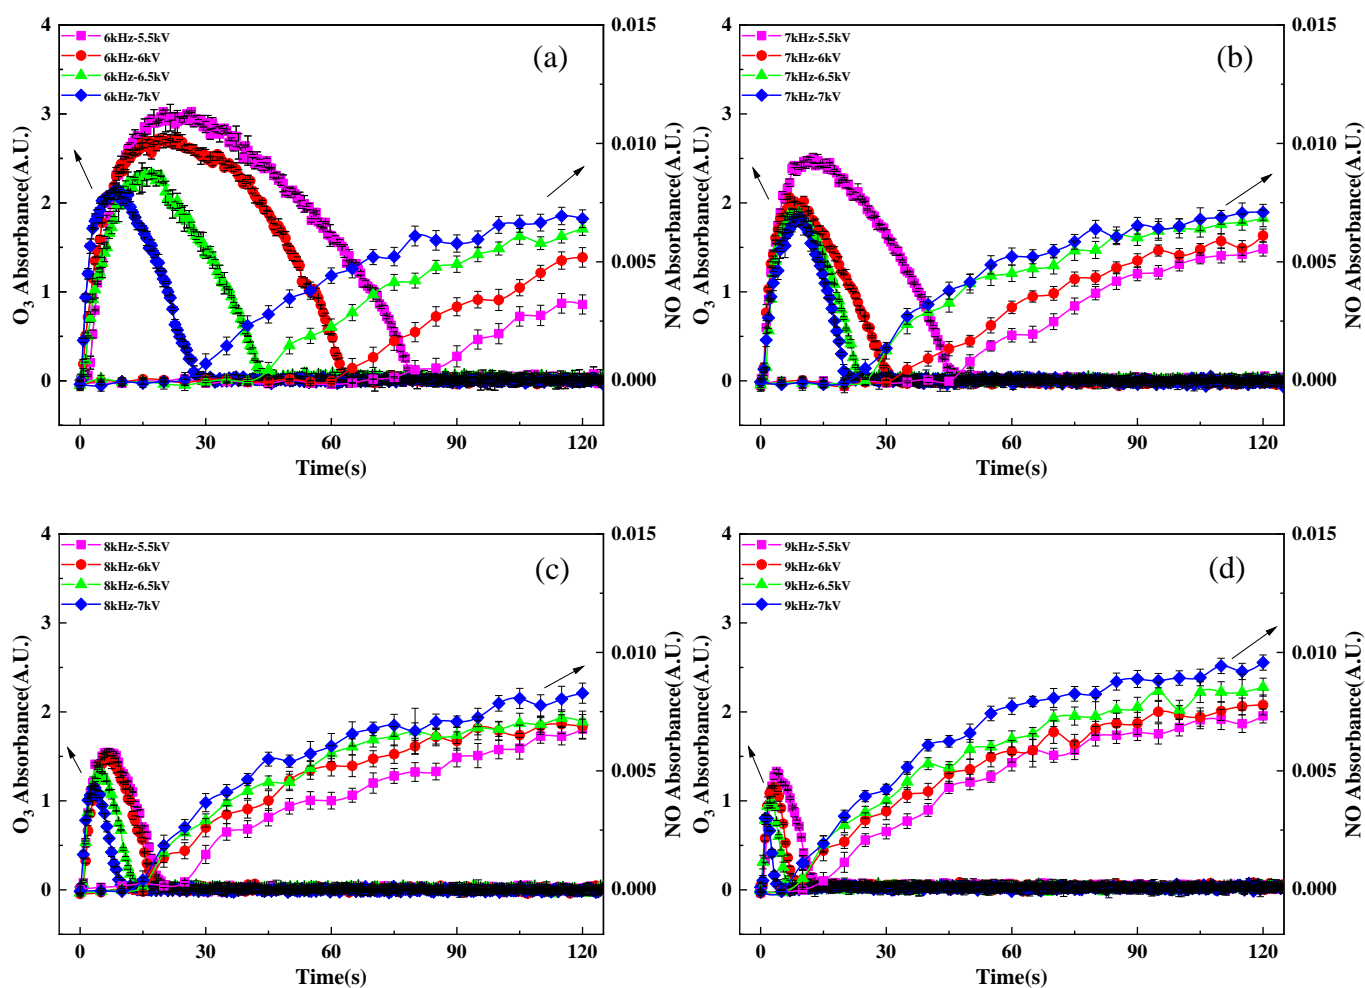 (a)
6kHz-5.5kV
6kHz-6kV
6kHz-6.5kV
6kHz-7kV
O3 Absorbance(A.U.)
NO Absorbance(A.U.)
4
3
2
1
0
0.015
0.010
0.005
0.000
0 30 60 90 120
Time(s)
(b)
7kHz-5.5kV
7kHz-6kV
7kHz-6.5kV
7kHz-7kV
O3 Absorbance(A.U.)
NO Absorbance(A.U.)
4
3
2
1
0
0.015
0.010
0.005
0.000
0 30 60 90 120
Time(s)
(c)
8kHz-5.5kV
8kHz-6kV
8kHz-6.5kV
8kHz-7kV
O3 Absorbance(A.U.)
NO Absorbance(A.U.)
4
3
2
1
0
0.015
0.010
0.005
0.000
0 30 60 90 120
Time(s)
(d)
9kHz-5.5kV
9kHz-6kV
9kHz-6.5kV
9kHz-7kV
O3 Absorbance(A.U.)
NO Absorbance(A.U.)
4
3
2
1
0
0.015
0.010
0.005
0.000
0 30 60 90 120
Time(s)